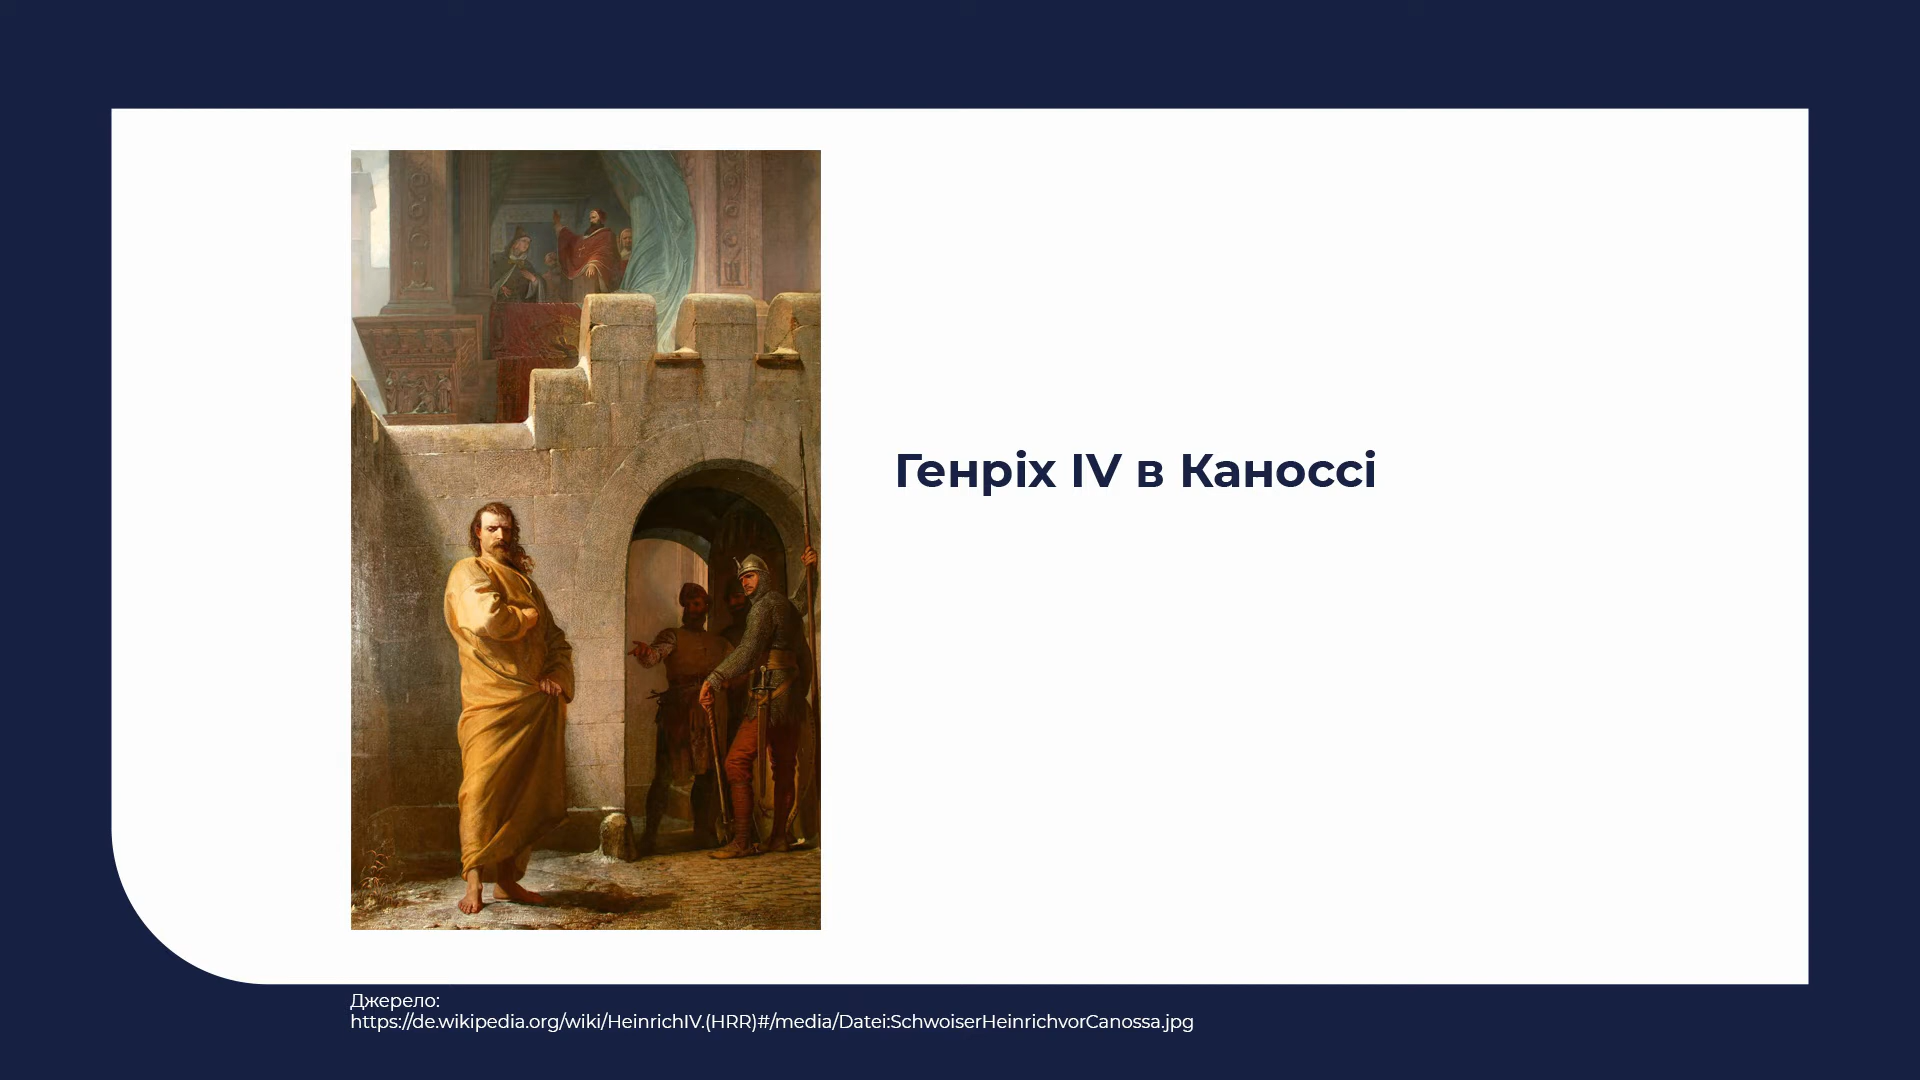 Генріх IV в Каноссі
Джерело:
https://de.wikipedia.org/wiki/HeinrichIV.(HRR)#/media/Datei:SchwoiserHeinrichvorCanossa.jpg